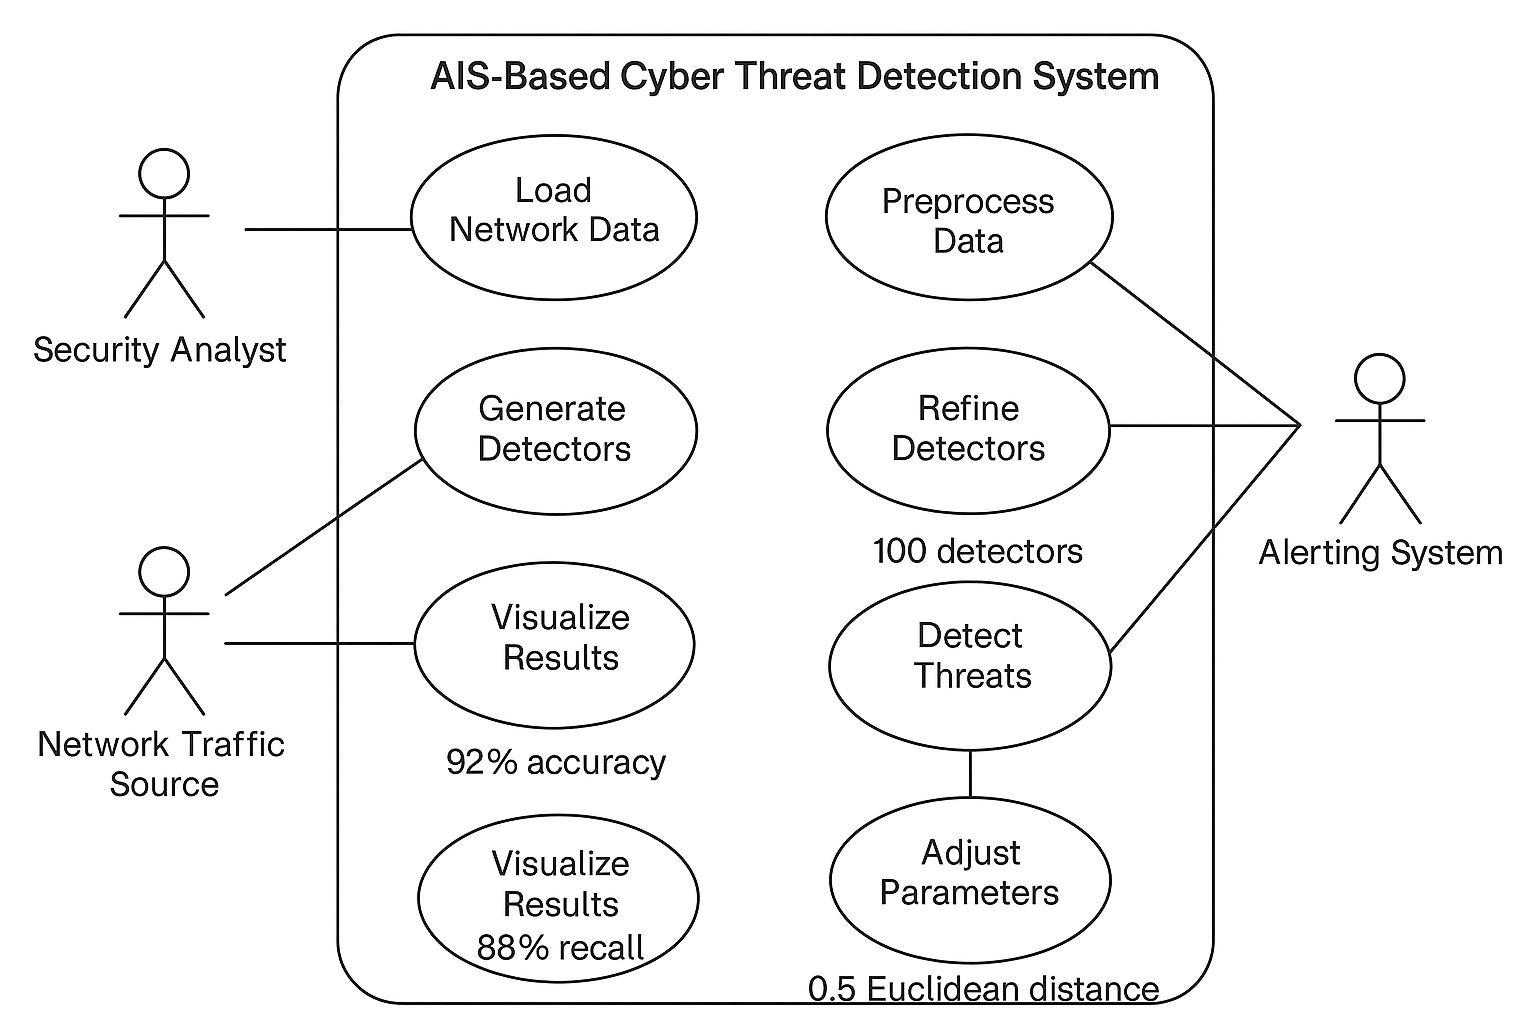 AIS-Based Cyber Threat Detection System
Load
Network Data
Preprocess
Data
Security Analyst
Generate
Detectors
Refine
Detectors
100 detectors
Alerting System
Visualize
Results
92% accuracy
Detect
Threats
Network Traffic
Source
Visualize
Results
88% recall
Adjust
Parameters
0.5 Euclidean distance